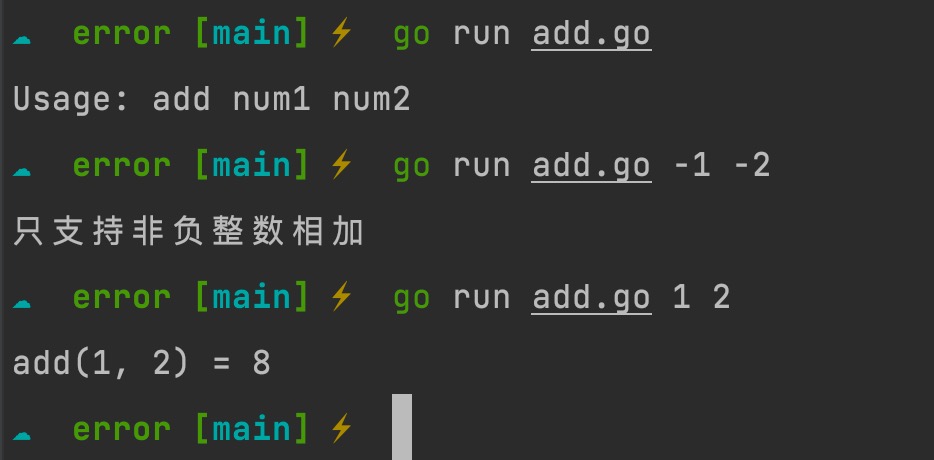 error [main] ⚡ go run add.go
Usage: add num1 num2
error [main] ⚡ go run add.go -1 -2
只支持非负整数相加
error [main] ⚡ go run add.go 1 2
add(1, 2) = 8
error [main] ⚡